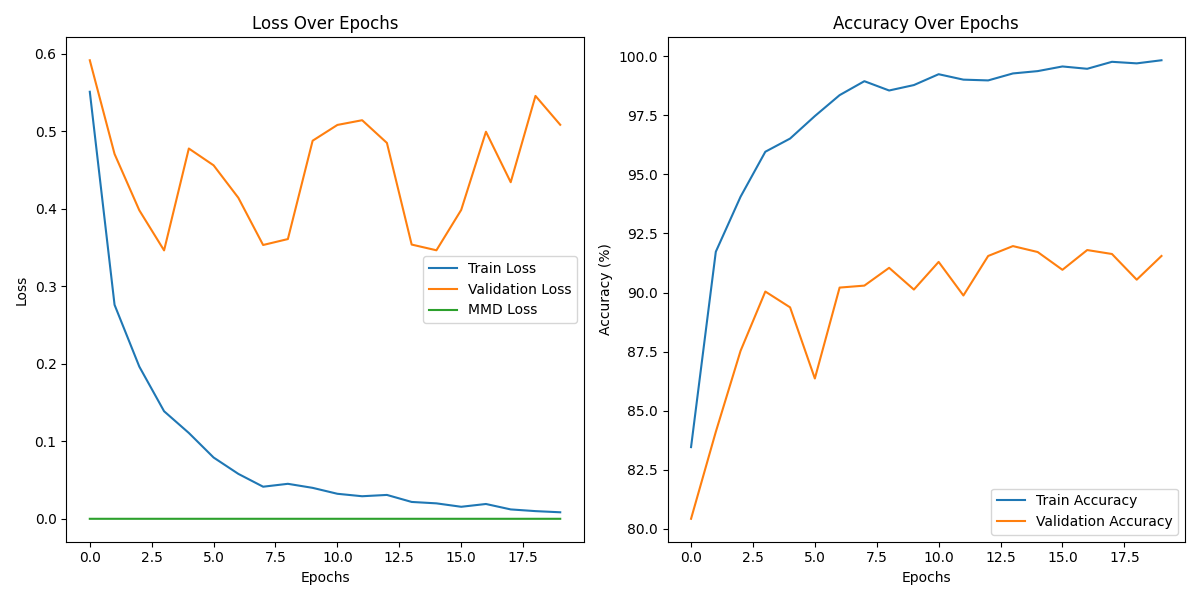 Loss Over Epochs
Loss
0.6
0.5
0.4
0.3
0.2
0.1
0.0
Train Loss
Validation Loss
MMD Loss
0.0 2.5 5.0 7.5 10.0 12.5 15.0 17.5
Epochs
Accuracy Over Epochs
Accuracy (%)
100.0
97.5
95.0
92.5
90.0
87.5
85.0
82.5
80.0
Train Accuracy
Validation Accuracy
0.0 2.5 5.0 7.5 10.0 12.5 15.0 17.5
Epochs